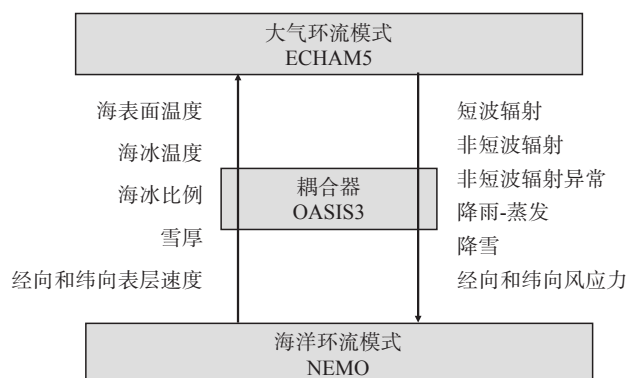 大气环流模式
ECHAM5
海表面温度
海冰温度
海冰比例
雪厚
经向和纬向表层速度
耦合器
OASIS3
短波辐射
非短波辐射
非短波辐射异常
降雨-蒸发
降雪
经向和纬向风应力
海洋环流模式
NEMO